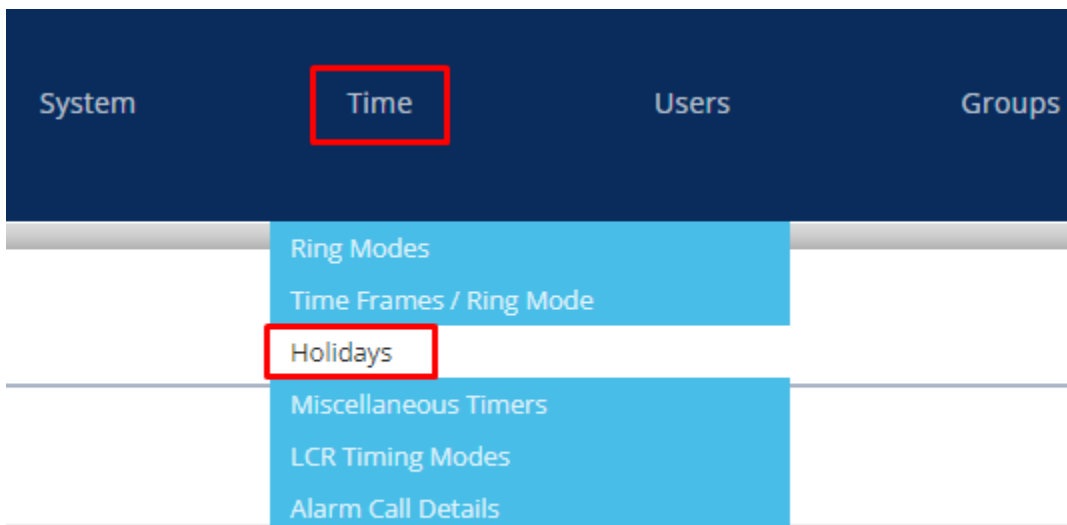 System Time Users Groups
Ring Modes
Time Frames / Ring Mode
Holidays
Miscellaneous Timers
LCR Timing Modes
Alarm Call Details